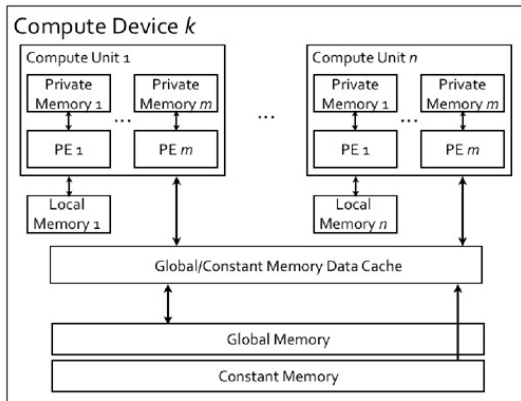 Compute Device k
Compute Unit 1
Private
Memory 1
...
Private
Memory m
PE 1
PE m
Local
Memory 1
...
Compute Unit n
Private
Memory 1
...
Private
Memory m
PE 1
PE m
Local
Memory n
Global/Constant Memory Data Cache
Global Memory
Constant Memory